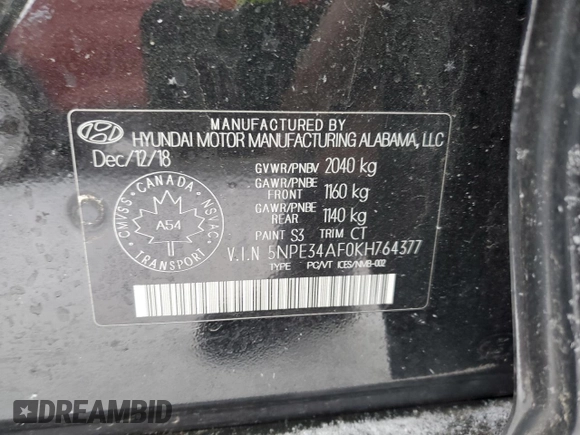 MANUFACTURED BY
HYUNDAI MOTOR MANUFACTURING ALABAMA, LLC
Dec/12/18
GVWR/PNBV 2040 kg
GAWR/PNBE FRONT 1160 kg
GAWR/PNBE REAR 1140 kg
PAINT S3 TRIM CT
V.I.N 5NPE34AF0KH764377
TYPE PC/VT ICES/NMB-002
CANADA
CMVSS NSVAC
A54
TRANSPORT
DREAMBID